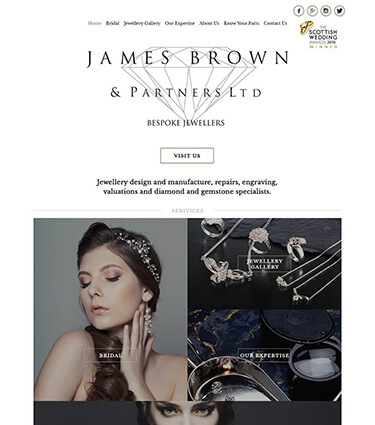 Home Bridal Jewellery Gallery Our Expertise About Us Know Your Facts Contact Us
THE
SCOTTISH
WEDDING
AWARDS 2016
WINNER
JAMES BROWN
& PARTNERS LTD
BESPOKE JEWELLERS
VISIT US
Jewellery design and manufacture, repairs, engraving,
valuations and diamond and gemstone specialists.
SERVICES
JEWELLERY
GALLERY
BRIDAL
OUR EXPERTISE